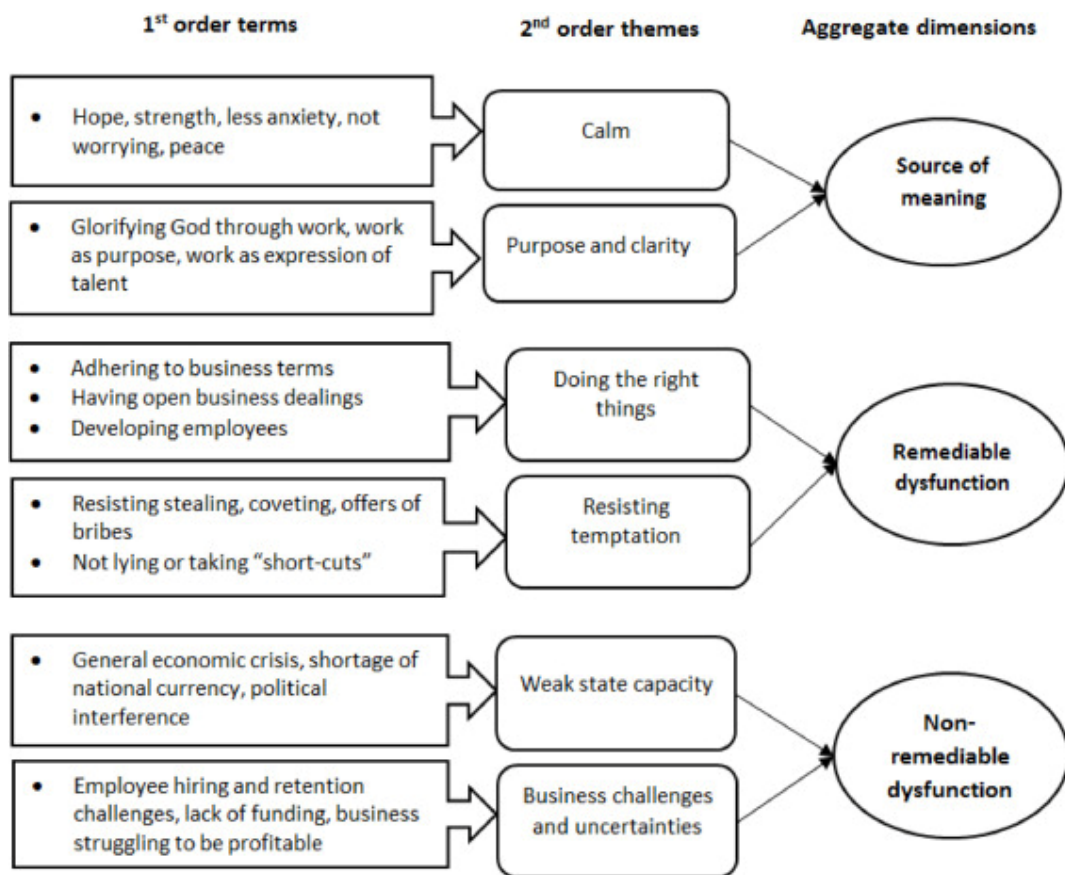 1st order terms
2nd order themes
Aggregate dimensions
• Hope, strength, less anxiety, not
worrying, peace
Calm
Source of
meaning
• Glorifying God through work, work
as purpose, work as expression of
talent
Purpose and clarity
• Adhering to business terms
• Having open business dealings
• Developing employees
Doing the right
things
Remediable
dysfunction
• Resisting stealing, coveting, offers of
bribes
• Not lying or taking “short-cuts”
Resisting
temptation
• General economic crisis, shortage of
national currency, political
interference
Weak state capacity
Non-
remediable
dysfunction
• Employee hiring and retention
challenges, lack of funding, business
struggling to be profitable
Business challenges
and uncertainties